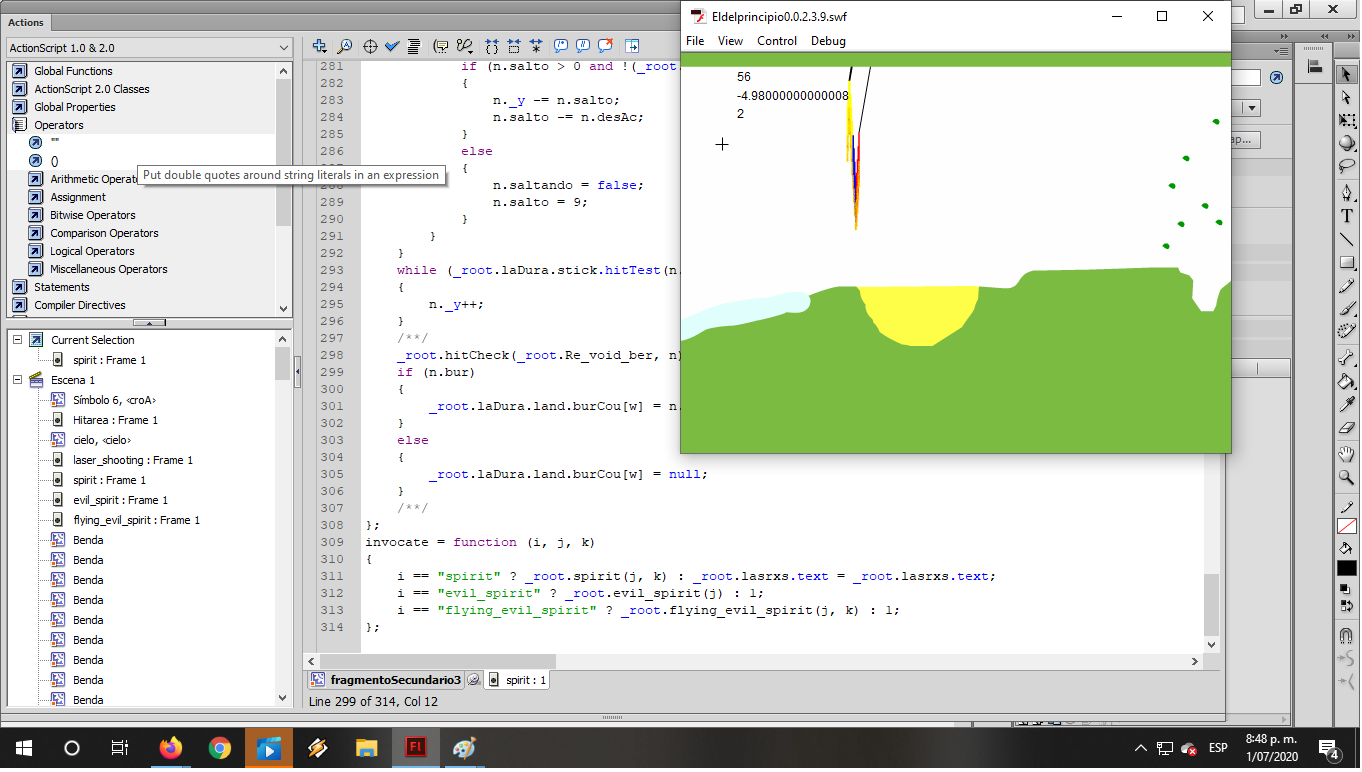 Actions
ActionScript 1.0 & 2.0
Global Functions
ActionScript 2.0 Classes
Global Properties
Operators
""
()
Arithmetic Operat
Put double quotes around string literals in an expression
Assignment
Bitwise Operators
Comparison Operators
Logical Operators
Miscellaneous Operators
Statements
Compiler Directives
Current Selection
spirit : Frame 1
Escena 1
Símbolo 6, <croA>
Hitarea : Frame 1
cielo, <cielo>
laser_shooting : Frame 1
spirit : Frame 1
evil_spirit : Frame 1
flying_evil_spirit : Frame 1
Benda
Benda
Benda
Benda
Benda
Benda
Benda
Benda
Benda
281 if (n.salto > 0 and !(_root.
282 {
283 n._y -= n.salto;
284 n.salto -= n.desAc;
285 }
286 else
{
288 n.saltando = false;
289 n.salto = 9;
290 }
291 }
292 }
293 while (_root.laDura.stick.hitTest(n.
294 {
295 n._y++;
296 }
297 /**/
298 _root.hitCheck(_root.Re_void_ber, n)
299 if (n.bur)
300 {
301 _root.laDura.land.burCou[w] = n.
302 }
303 else
304 {
305 _root.laDura.land.burCou[w] = null;
306 }
307 /**/
308 };
309 invocate = function (i, j, k)
310 {
311 i == "spirit" ? _root.spirit(j, k) : _root.lasrxs.text = _root.lasrxs.text;
312 i == "evil_spirit" ? _root.evil_spirit(j) : 1;
313 i == "flying_evil_spirit" ? _root.flying_evil_spirit(j, k) : 1;
314 };
fragmentoSecundario3
spirit : 1
Line 299 of 314, Col 12
Eldelprincipio0.0.2.3.9.swf
File View Control Debug
56
-4.98000000000008
2
ap...
T
Fl
ESP
8:48 p. m.
1/07/2020
4